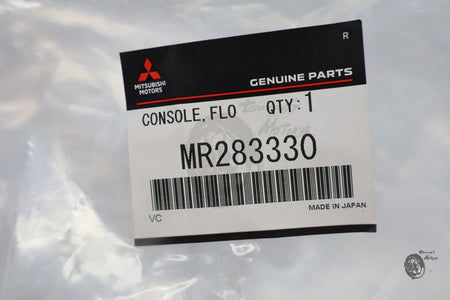 R
MITSUBISHI
MOTORS
GENUINE PARTS
CONSOLE, FLO QTY:1
MR283330
VC
MADE IN JAPAN